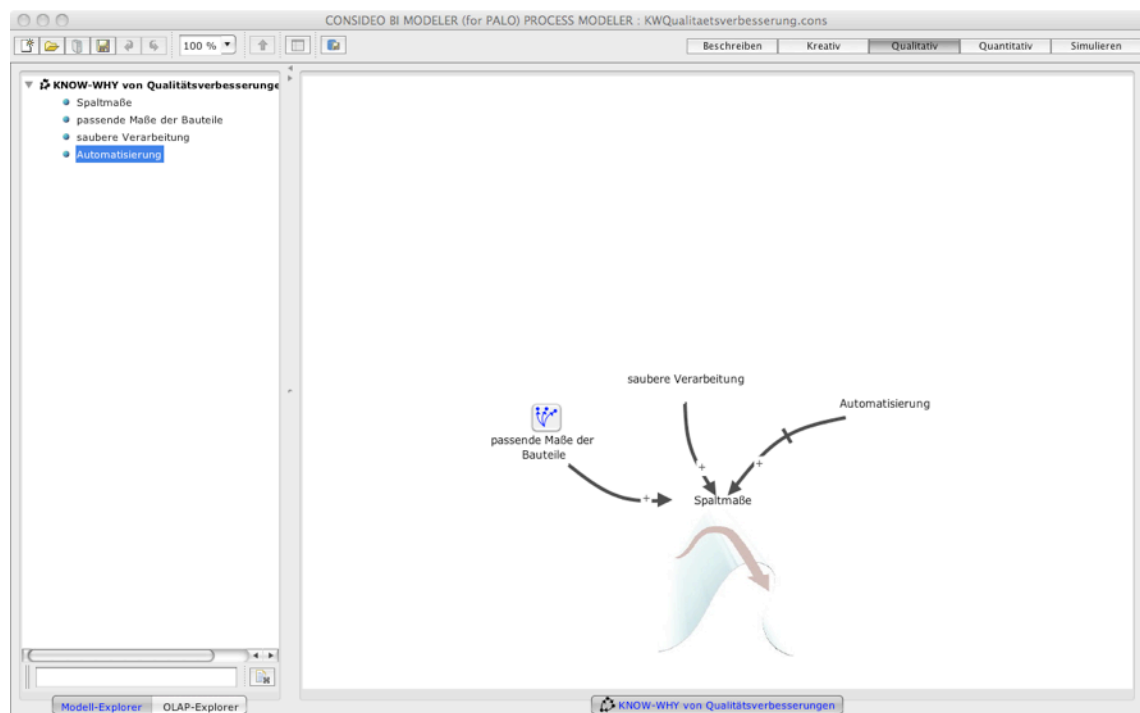 CONSIDEO BI MODELER (for PALO) PROCESS MODELER : KWQualitaetsverbesserung.cons
100 %
Beschreiben
Kreativ
Qualitativ
Quantitativ
Simulieren
KNOW-WHY von Qualitätsverbesserunge
Spaltmaße
passende Maße der Bauteile
saubere Verarbeitung
Automatisierung
saubere Verarbeitung
Automatisierung
passende Maße der
Bauteile
+
+
+
Spaltmaße
Modell-Explorer
OLAP-Explorer
KNOW-WHY von Qualitätsverbesserungen